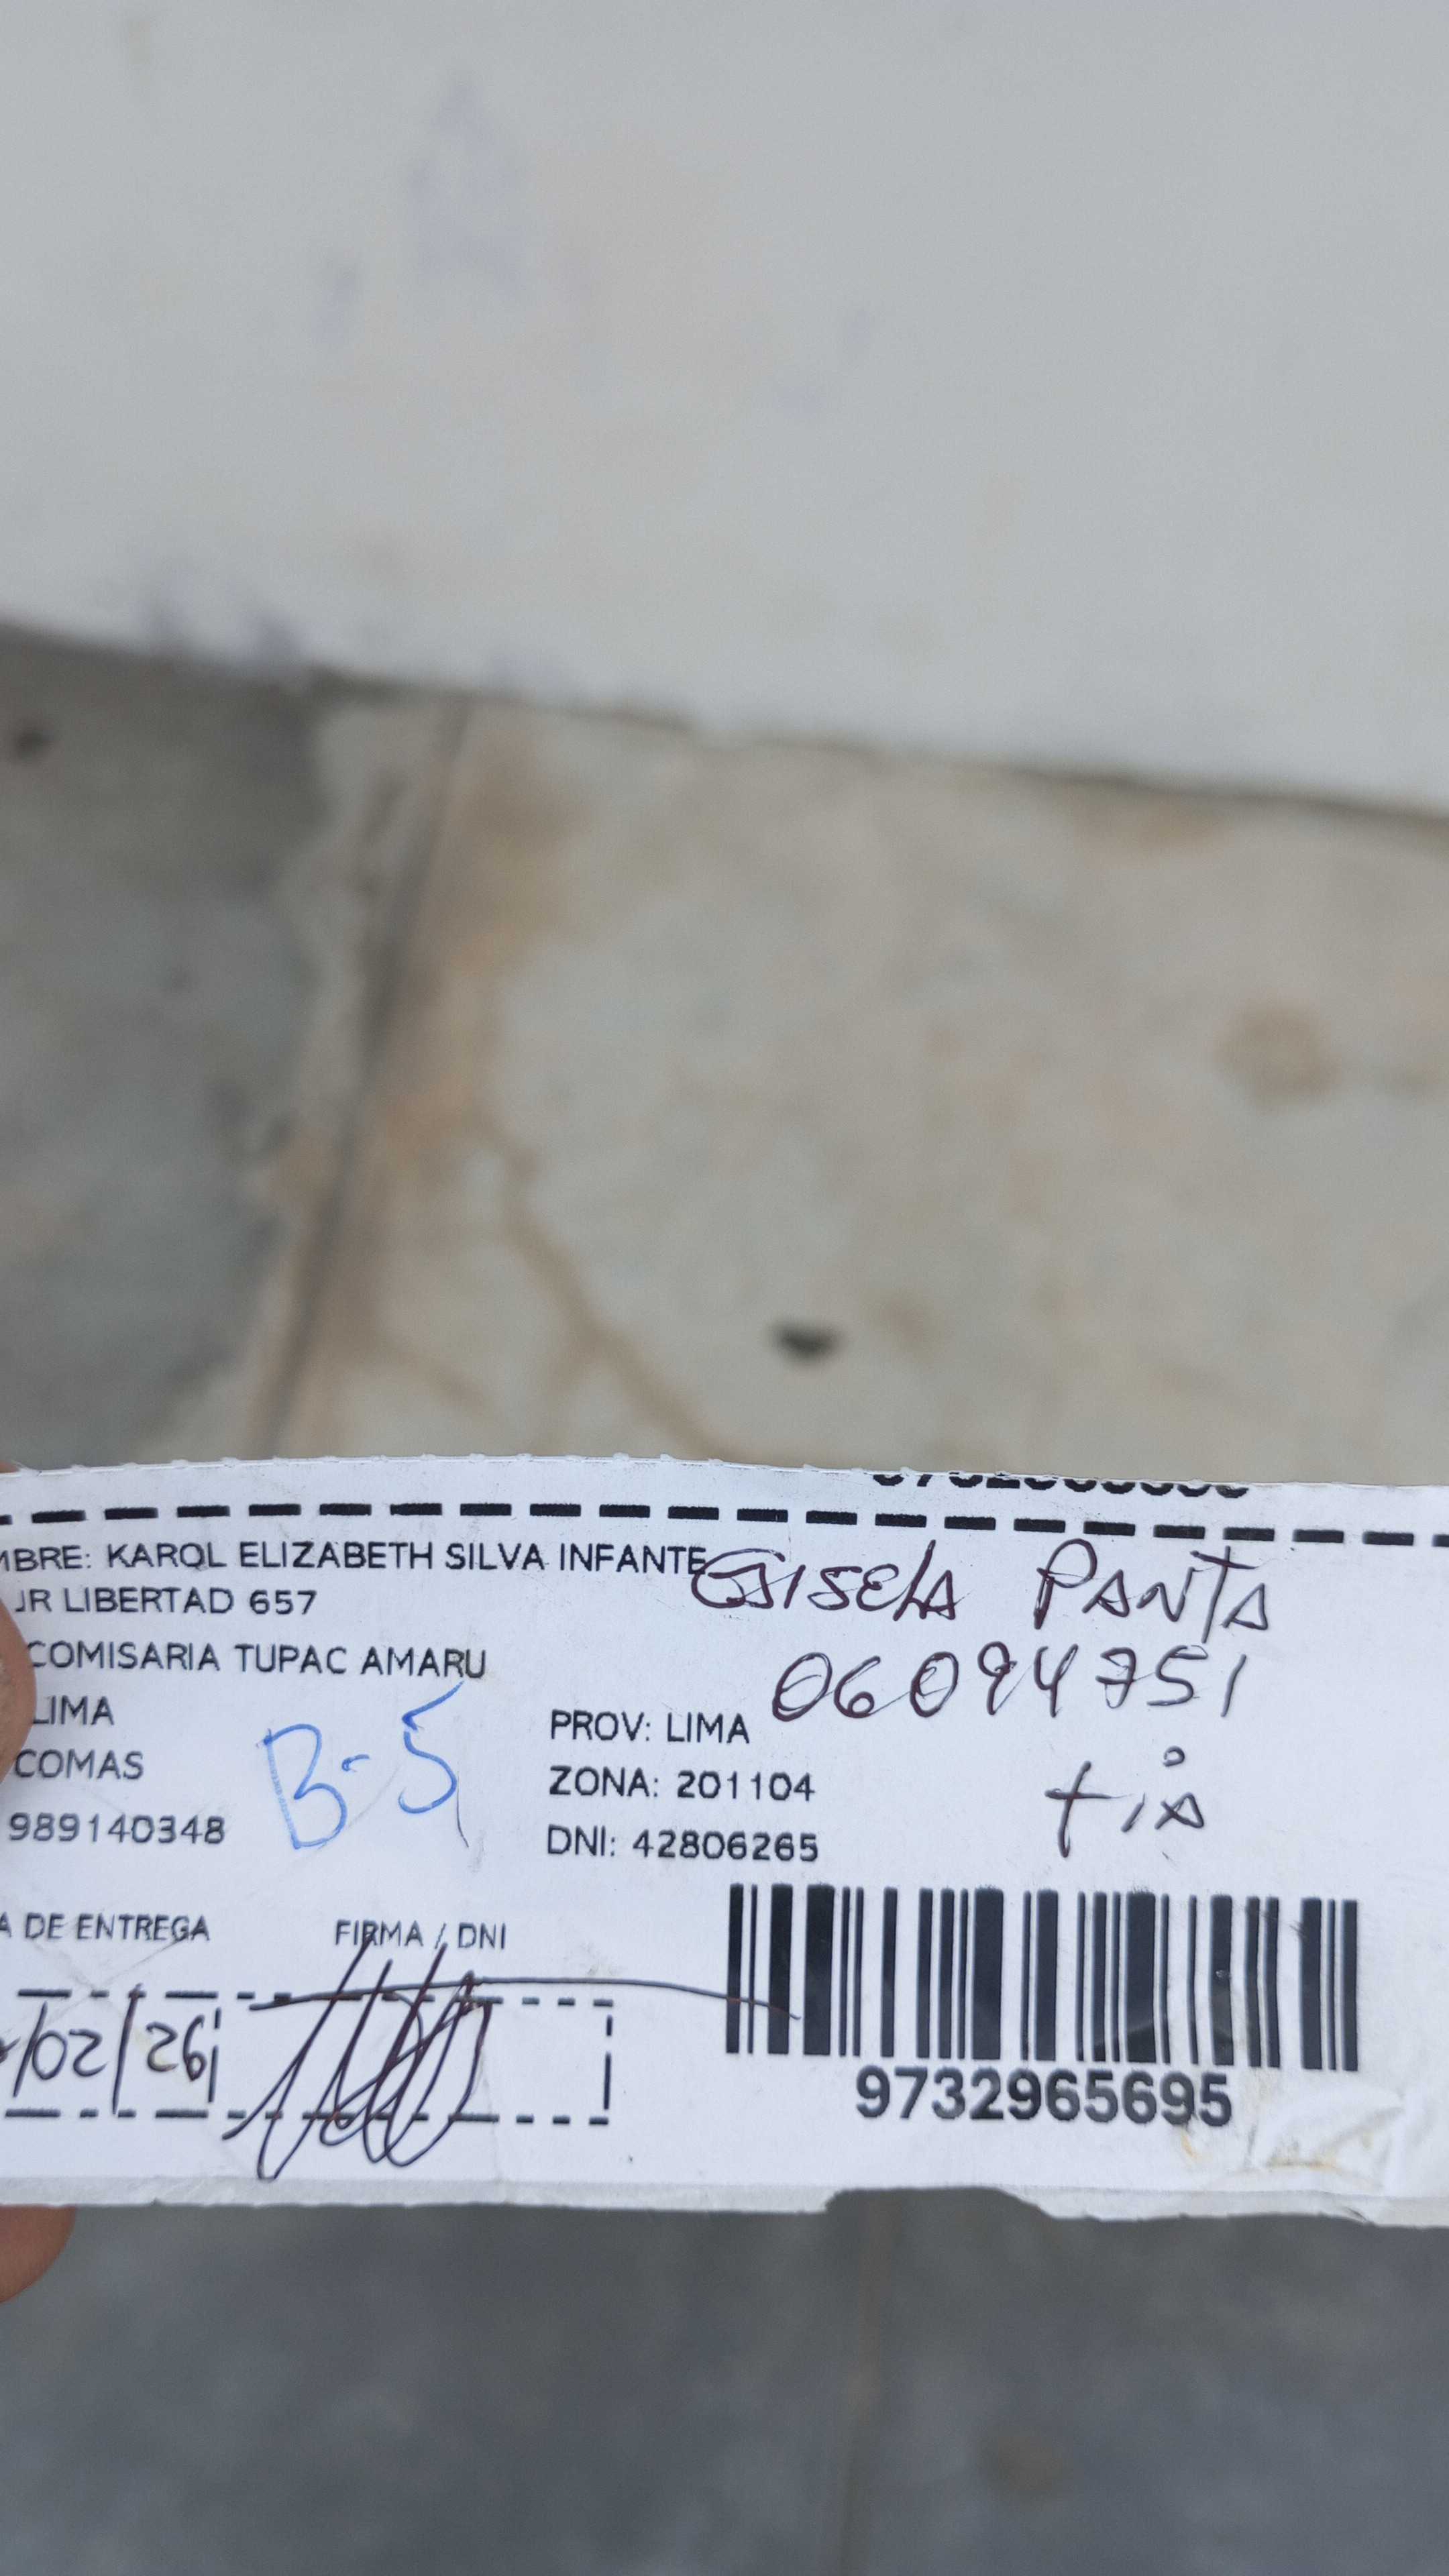 MBRE: KAROL ELIZABETH SILVA INFANTE
GISELA PANTA
JR LIBERTAD 657
06094751
COMISARIA TUPAC AMARU
LIMA
B-5
PROV: LIMA
tia
COMAS
ZONA: 201104
989140348
DNI: 42806265
A DE ENTREGA
FIRMA / DNI
9732965695